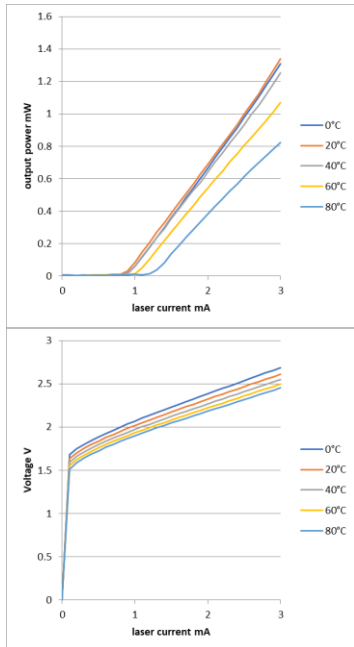 1.6
1.4
1.2
1
0.8
0.6
0.4
0.2
0
output power mW
0 1 2 3
laser current mA
0°C
20°C
40°C
60°C
80°C
3
2.5
2
1.5
1
0.5
0
Voltage V
0 1 2 3
laser current mA
0°C
20°C
40°C
60°C
80°C